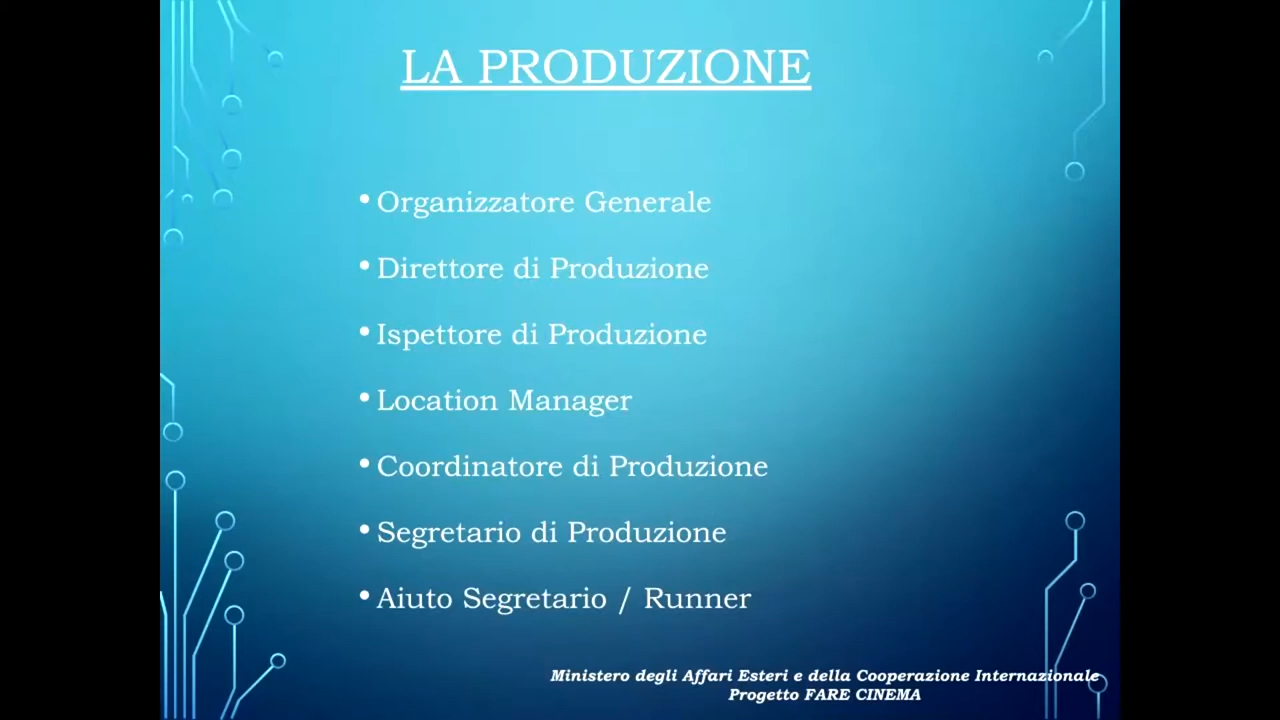 LA PRODUZIONE
• Organizzatore Generale
• Direttore di Produzione
• Ispettore di Produzione
• Location Manager
• Coordinatore di Produzione
• Segretario di Produzione
• Aiuto Segretario / Runner
Ministero degli Affari Esteri e della Cooperazione Internazionale
Progetto FARE CINEMA